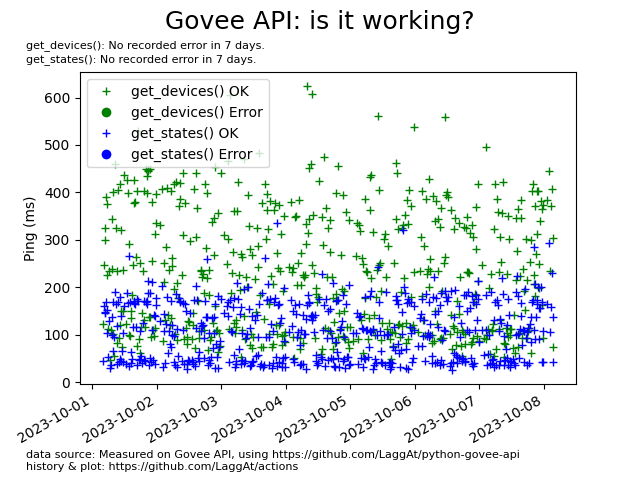 Govee API: is it working?
get_devices(): No recorded error in 7 days.
get_states(): No recorded error in 7 days.
get_devices() OK
get_devices() Error
get_states() OK
get_states() Error
Ping (ms)
600
500
400
300
200
100
0
2023-10-01
2023-10-02
2023-10-03
2023-10-04
2023-10-05
2023-10-06
2023-10-07
2023-10-08
data source: Measured on Govee API, using https://github.com/LaggAt/python-govee-api
history & plot: https://github.com/LaggAt/actions